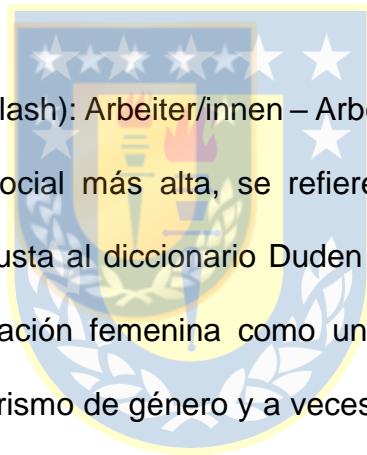 lash): Arbeiter/innen – Arbe
ocial más alta, se refiere
usta al diccionario Duden
ación femenina como un
rismo de género y a veces